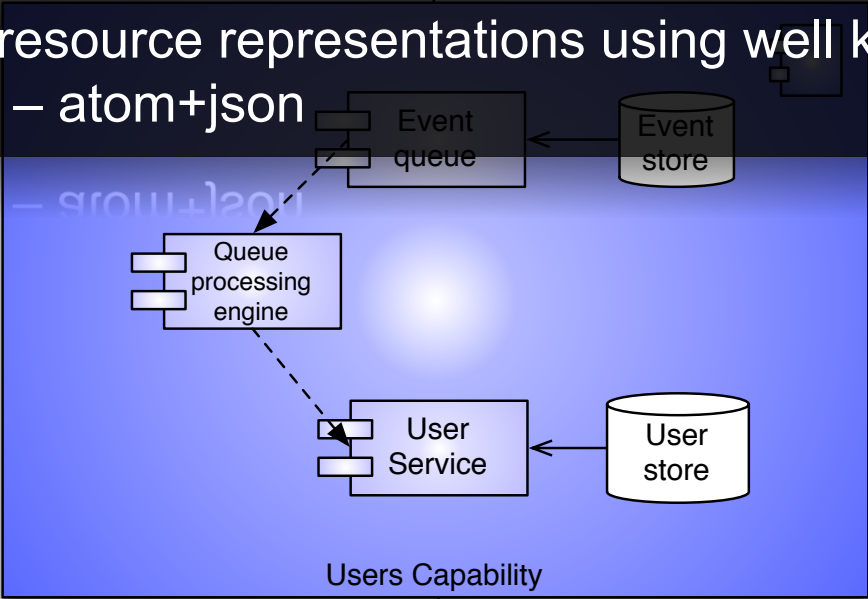 resource representations using well k
– atom+json
Event
queue
Event
store
Queue
processing
engine
User
Service
User
store
Users Capability